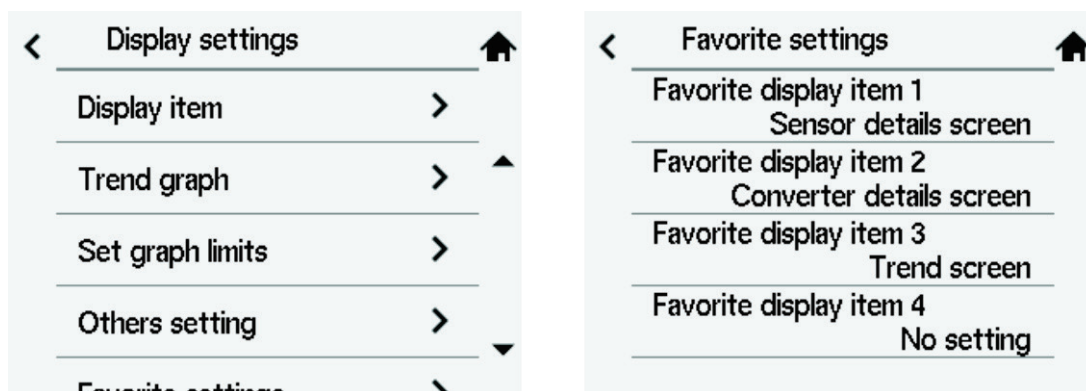 Display settings
Display item
Trend graph
Set graph limits
Others setting
Favorite settings
Favorite settings
Favorite display item 1
Sensor details screen
Favorite display item 2
Converter details screen
Favorite display item 3
Trend screen
Favorite display item 4
No setting